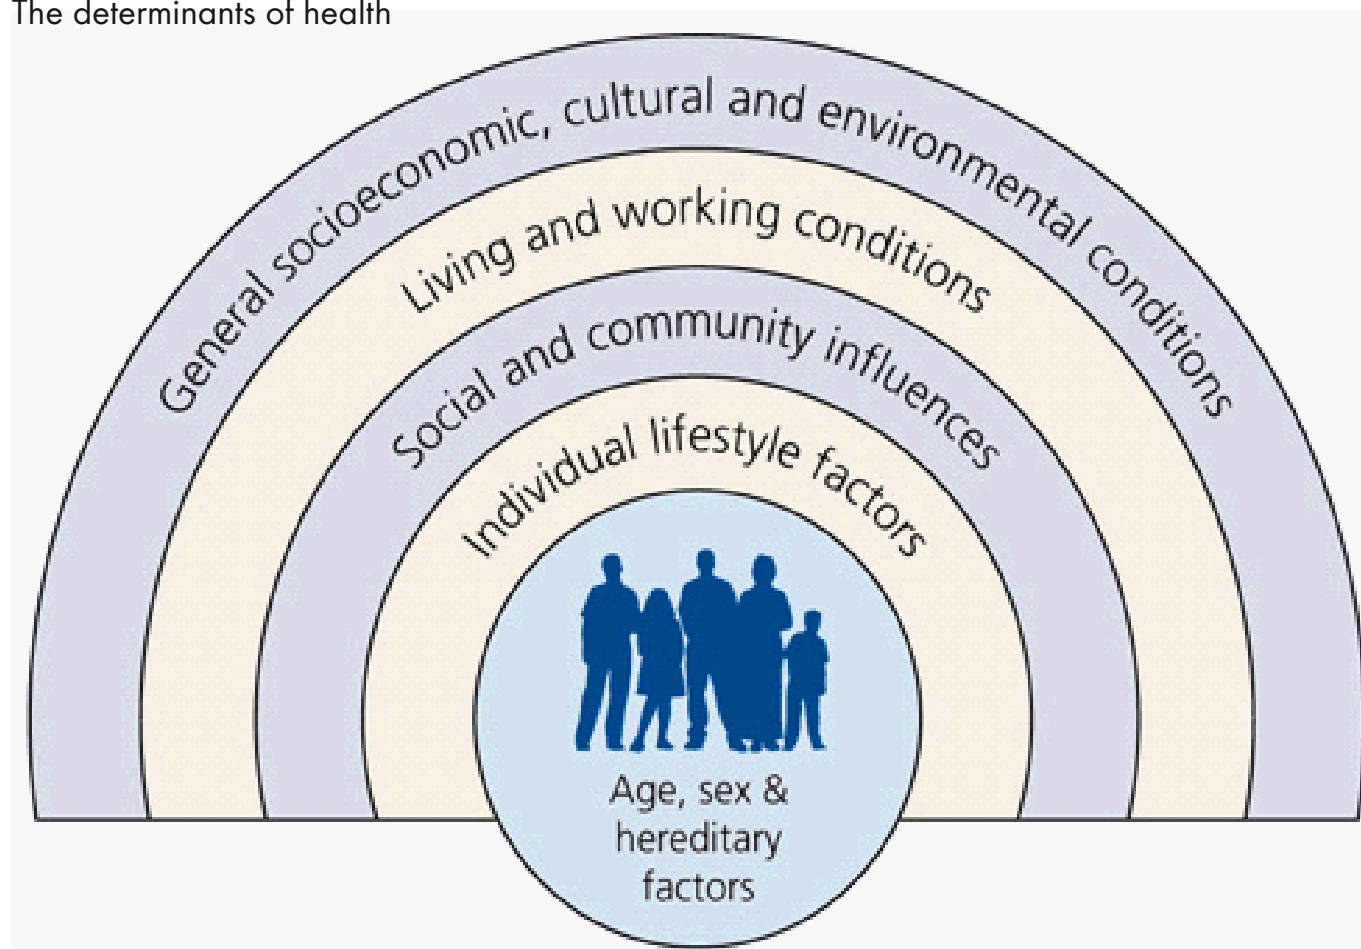 The determinants of health
General socioeconomic, cultural and environmental conditions
Living and working conditions
Social and community influences
Individual lifestyle factors
Age, sex &
hereditary
factors